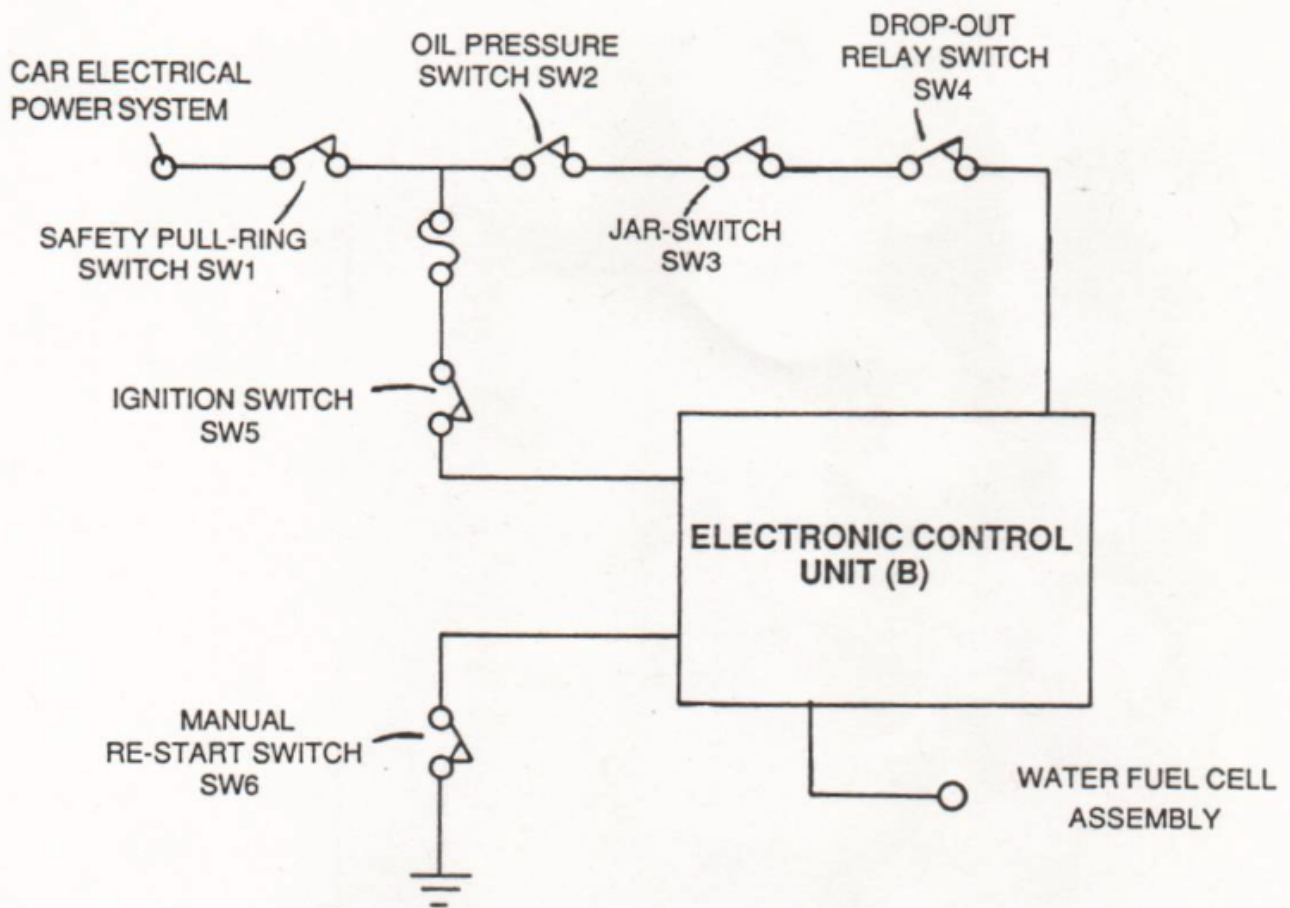 CAR ELECTRICAL
POWER SYSTEM
OIL PRESSURE
SWITCH SW2
DROP-OUT
RELAY SWITCH
SW4
SAFETY PULL-RING
SWITCH SW1
JAR-SWITCH
SW3
IGNITION SWITCH
SW5
ELECTRONIC CONTROL
UNIT (B)
MANUAL
RE-START SWITCH
SW6
WATER FUEL CELL
ASSEMBLY